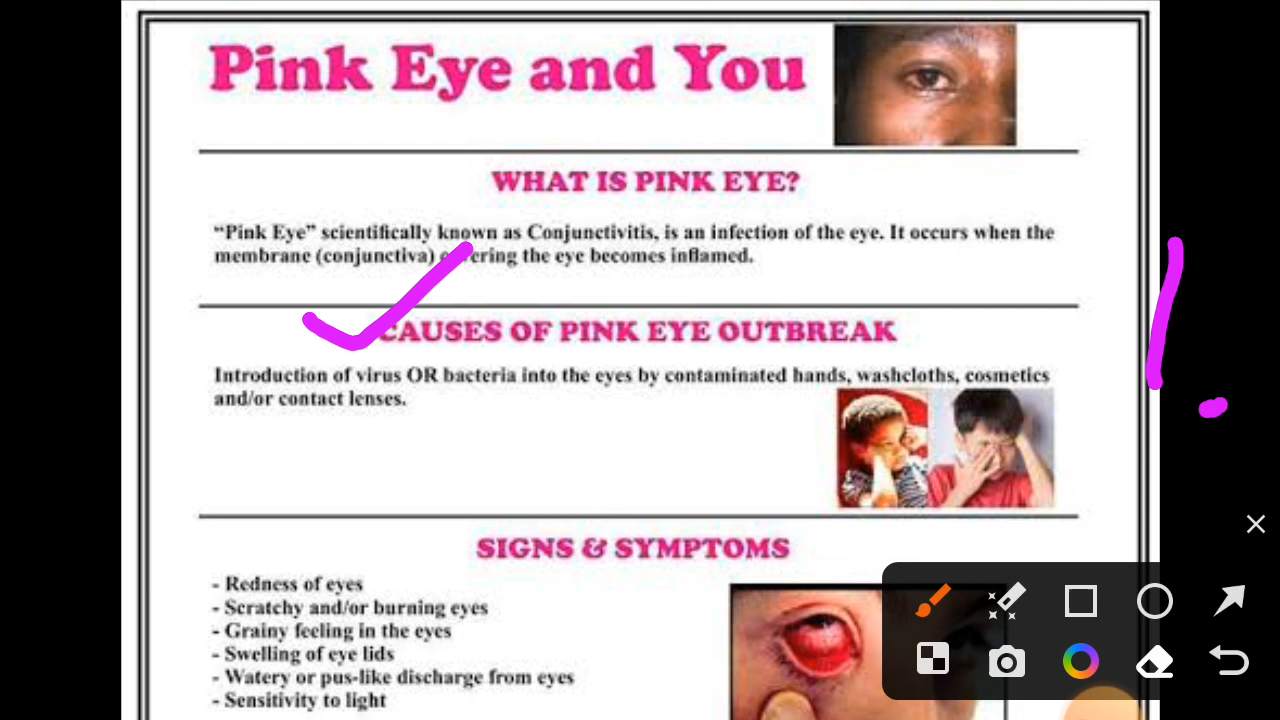 Pink Eye and You
WHAT IS PINK EYE?
“Pink Eye” scientifically known as Conjunctivitis, is an infection of the eye. It occurs when the
membrane (conjunctiva) covering the eye becomes inflamed.
CAUSES OF PINK EYE OUTBREAK
Introduction of virus OR bacteria into the eyes by contaminated hands, washcloths, cosmetics
and/or contact lenses.
SIGNS & SYMPTOMS
- Redness of eyes
- Scratchy and/or burning eyes
- Grainy feeling in the eyes
- Swelling of eye lids
- Watery or pus-like discharge from eyes
- Sensitivity to light